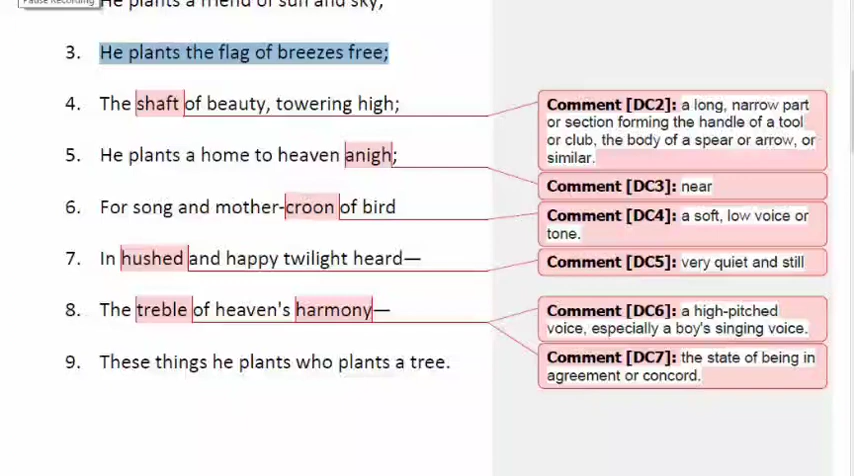 Pause Recording
He plants a friend of sun and sky;
3. He plants the flag of breezes free;
4. The shaft of beauty, towering high;
5. He plants a home to heaven anigh;
6. For song and mother-croon of bird
7. In hushed and happy twilight heard—
8. The treble of heaven's harmony—
9. These things he plants who plants a tree.
Comment [DC2]: a long, narrow part
or section forming the handle of a tool
or club, the body of a spear or arrow, or
similar.
Comment [DC3]: near
Comment [DC4]: a soft, low voice or
tone.
Comment [DC5]: very quiet and still
Comment [DC6]: a high-pitched
voice, especially a boy's singing voice.
Comment [DC7]: the state of being in
agreement or concord.